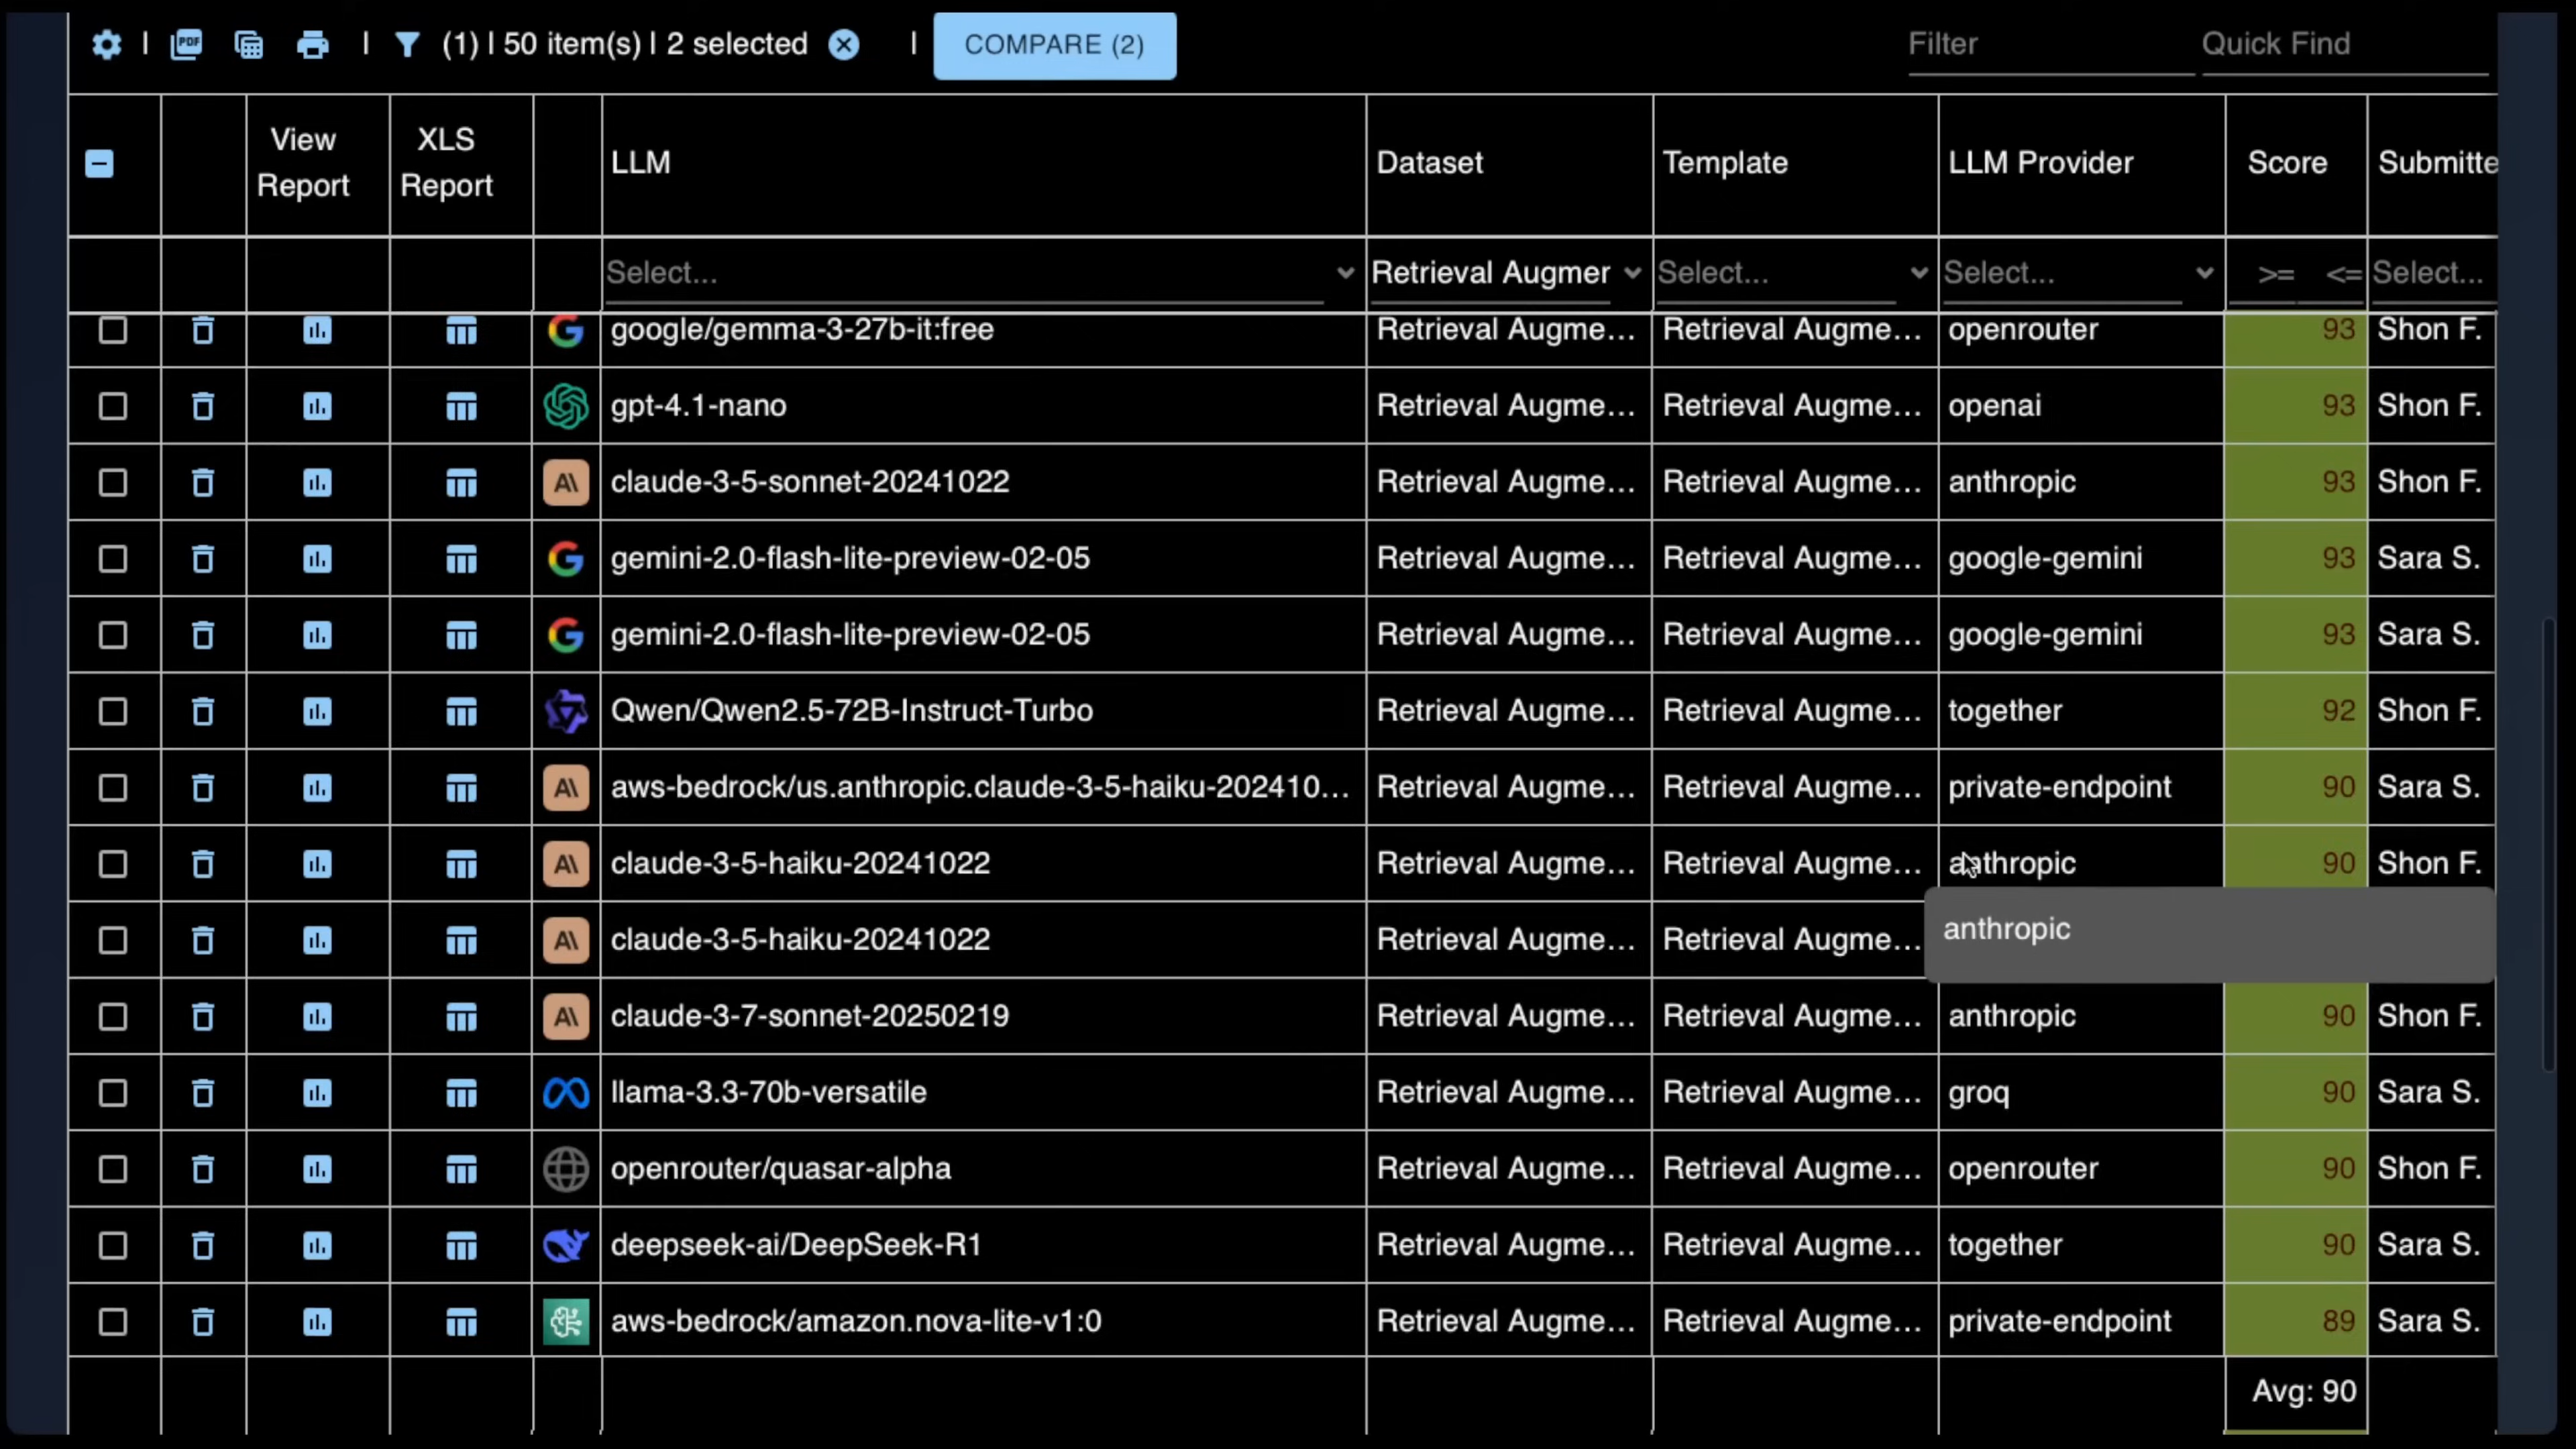 (1) | 50 item(s) | 2 selected | COMPARE (2) Filter Quick Find
View Report XLS Report LLM Dataset Template LLM Provider Score Submitte
Select... Retrieval Augmer Select... Select... >= <= Select...
google/gemma-3-27b-it:free Retrieval Augme... Retrieval Augme... openrouter 93 Shon F.
gpt-4.1-nano Retrieval Augme... Retrieval Augme... openai 93 Shon F.
claude-3-5-sonnet-20241022 Retrieval Augme... Retrieval Augme... anthropic 93 Shon F.
gemini-2.0-flash-lite-preview-02-05 Retrieval Augme... Retrieval Augme... google-gemini 93 Sara S.
gemini-2.0-flash-lite-preview-02-05 Retrieval Augme... Retrieval Augme... google-gemini 93 Sara S.
Qwen/Qwen2.5-72B-Instruct-Turbo Retrieval Augme... Retrieval Augme... together 92 Shon F.
aws-bedrock/us.anthropic.claude-3-5-haiku-202410... Retrieval Augme... Retrieval Augme... private-endpoint 90 Sara S.
claude-3-5-haiku-20241022 Retrieval Augme... Retrieval Augme... anthropic 90 Shon F.
claude-3-5-haiku-20241022 Retrieval Augme... Retrieval Augme... anthropic
claude-3-7-sonnet-20250219 Retrieval Augme... Retrieval Augme... anthropic 90 Shon F.
llama-3.3-70b-versatile Retrieval Augme... Retrieval Augme... groq 90 Sara S.
openrouter/quasar-alpha Retrieval Augme... Retrieval Augme... openrouter 90 Shon F.
deepseek-ai/DeepSeek-R1 Retrieval Augme... Retrieval Augme... together 90 Sara S.
aws-bedrock/amazon.nova-lite-v1:0 Retrieval Augme... Retrieval Augme... private-endpoint 89 Sara S.
Avg: 90